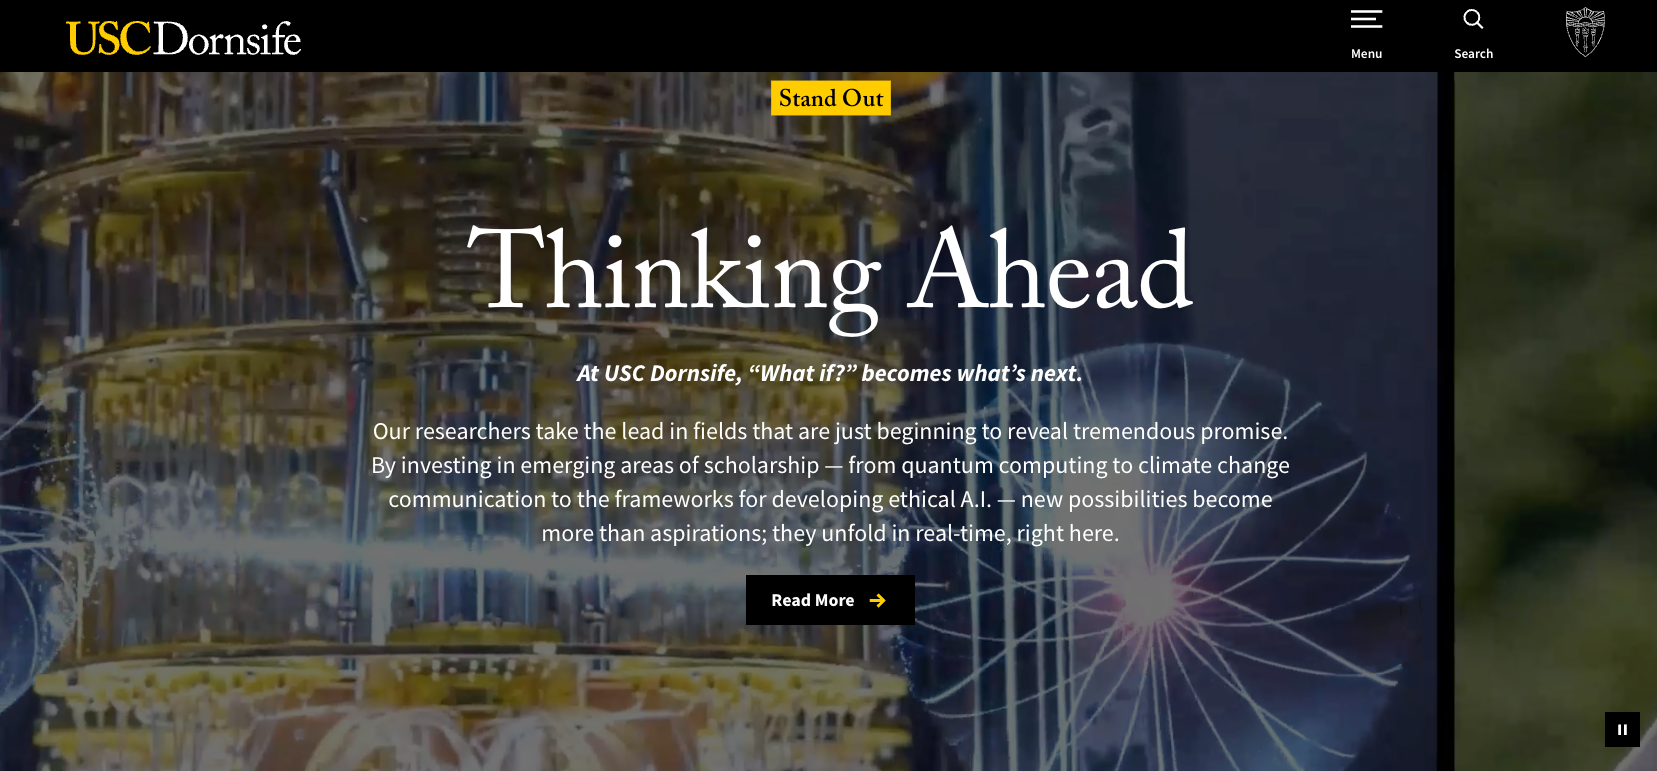 USC Dornsife
Menu
Search
Stand Out
Thinking Ahead
At USC Dornsife, “What if?” becomes what’s next.
Our researchers take the lead in fields that are just beginning to reveal tremendous promise.
By investing in emerging areas of scholarship — from quantum computing to climate change
communication to the frameworks for developing ethical A.I. — new possibilities become
more than aspirations; they unfold in real-time, right here.
Read More